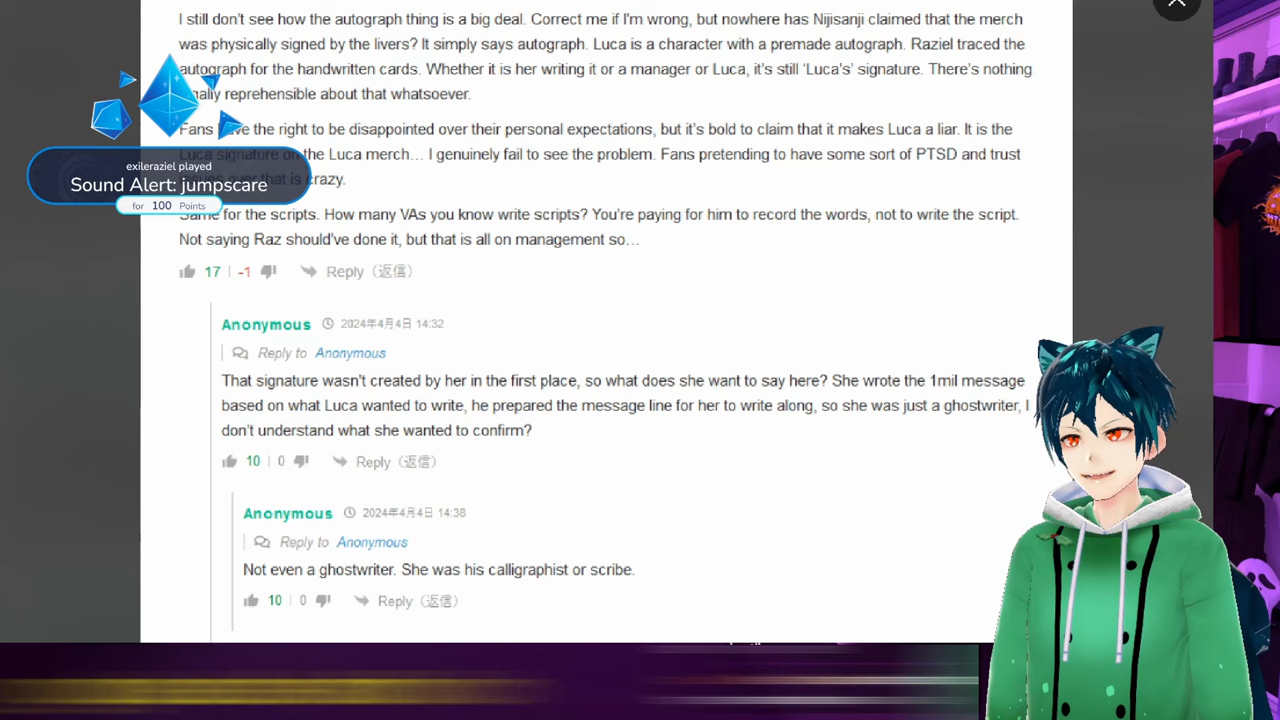 I still don't see how the autograph thing is a big deal. Correct me if I'm wrong, but nowhere has Nijisanji claimed that the merch
was physically signed by the livers? It simply says autograph. Luca is a character with a premade autograph. Raziel traced the
autograph for the handwritten cards. Whether it is her writing it or a manager or Luca, it's still 'Luca's' signature. There's nothing
reprehensible about that whatsoever.
Fans have the right to be disappointed over their personal expectations, but it's bold to claim that it makes Luca a liar. It is the
Luca signature on the Luca merch… I genuinely fail to see the problem. Fans pretending to have some sort of PTSD and trust
issues over that is crazy.
exileraziel played
Sound Alert: jumpscare
for 100 Points
Same for the scripts. How many VAs you know write scripts? You're paying for him to record the words, not to write the script.
Not saying Raz should've done it, but that is all on management so…
17 | -1 Reply (返信)
Anonymous 2024年4月4日 14:32
Reply to Anonymous
That signature wasn't created by her in the first place, so what does she want to say here? She wrote the 1mil message
based on what Luca wanted to write, he prepared the message line for her to write along, so she was just a ghostwriter, I
don't understand what she wanted to confirm?
10 | 0 Reply (返信)
Anonymous 2024年4月4日 14:38
Reply to Anonymous
Not even a ghostwriter. She was his calligraphist or scribe.
10 | 0 Reply (返信)